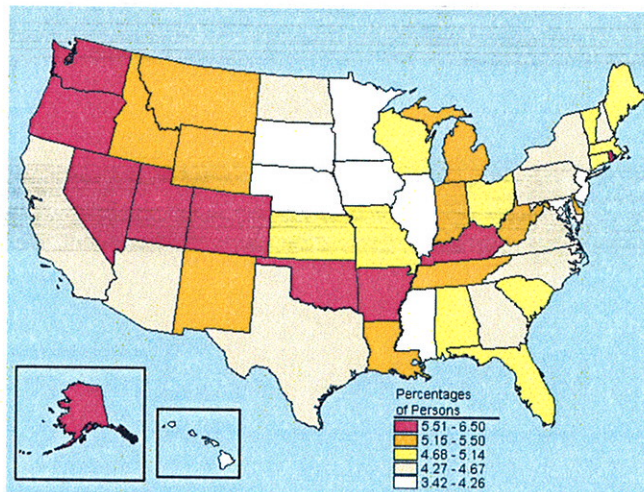 Percentages
of Persons
5.51 - 6.50
5.15 - 5.50
4.68 - 5.14
4.27 - 4.67
3.42 - 4.26